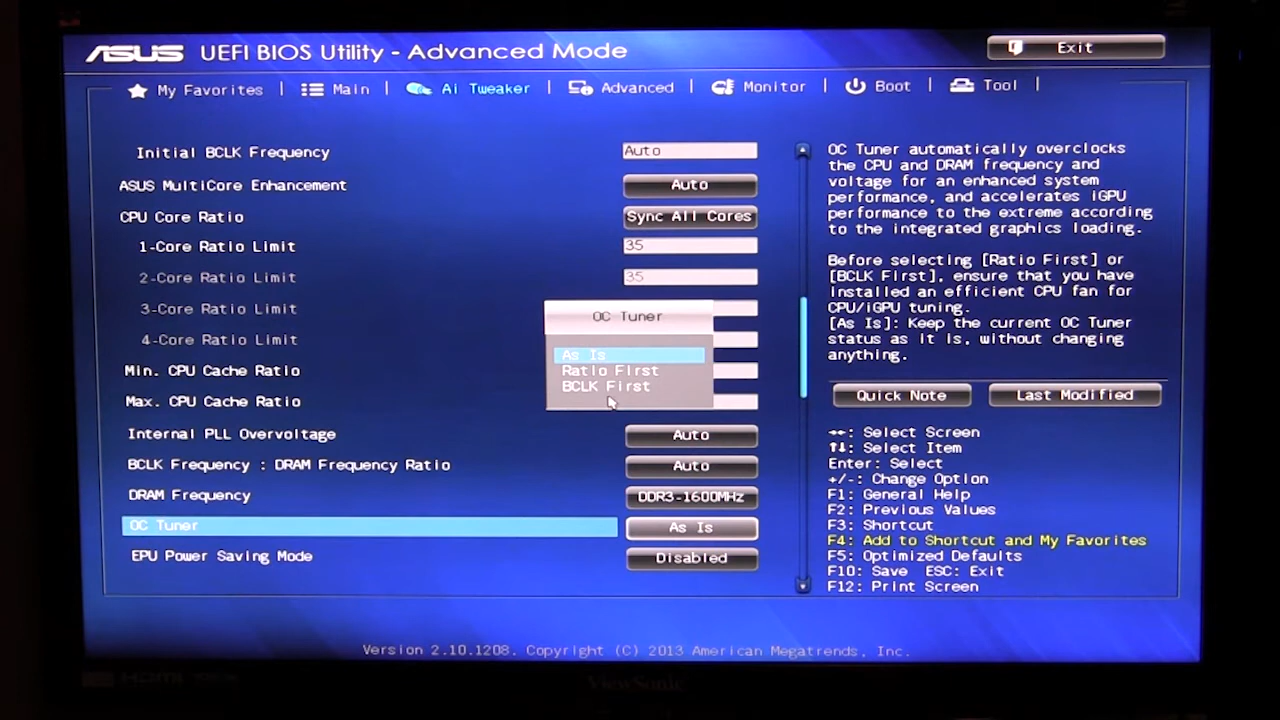 ASUS UEFI BIOS Utility - Advanced Mode
Exit
My Favorites
Main
Ai Tweaker
Advanced
Monitor
Boot
Tool
Initial BCLK Frequency
Auto
ASUS MultiCore Enhancement
Auto
CPU Core Ratio
Sync All Cores
1-Core Ratio Limit
35
2-Core Ratio Limit
35
3-Core Ratio Limit
4-Core Ratio Limit
Min. CPU Cache Ratio
Max. CPU Cache Ratio
Internal PLL Overvoltage
Auto
BCLK Frequency : DRAM Frequency Ratio
Auto
DRAM Frequency
DDR3-1600MHz
OC Tuner
As Is
EPU Power Saving Mode
Disabled
OC Tuner
As Is
Ratio First
BCLK First
OC Tuner automatically overclocks
the CPU and DRAM frequency and
voltage for an enhanced system
performance, and accelerates iGPU
performance to the extreme according
to the integrated graphics loading.
Before selecting [Ratio First] or
[BCLK First], ensure that you have
installed an efficient CPU fan for
CPU/iGPU tuning.
[As Is]: Keep the current OC Tuner
status as it is, without changing
anything.
Quick Note
Last Modified
→←: Select Screen
↑↓: Select Item
Enter: Select
+/-: Change Option
F1: General Help
F2: Previous Values
F3: Shortcut
F4: Add to Shortcut and My Favorites
F5: Optimized Defaults
F10: Save ESC: Exit
F12: Print Screen
Version 2.10.1208. Copyright (C) 2013 American Megatrends, Inc.
ViewSonic